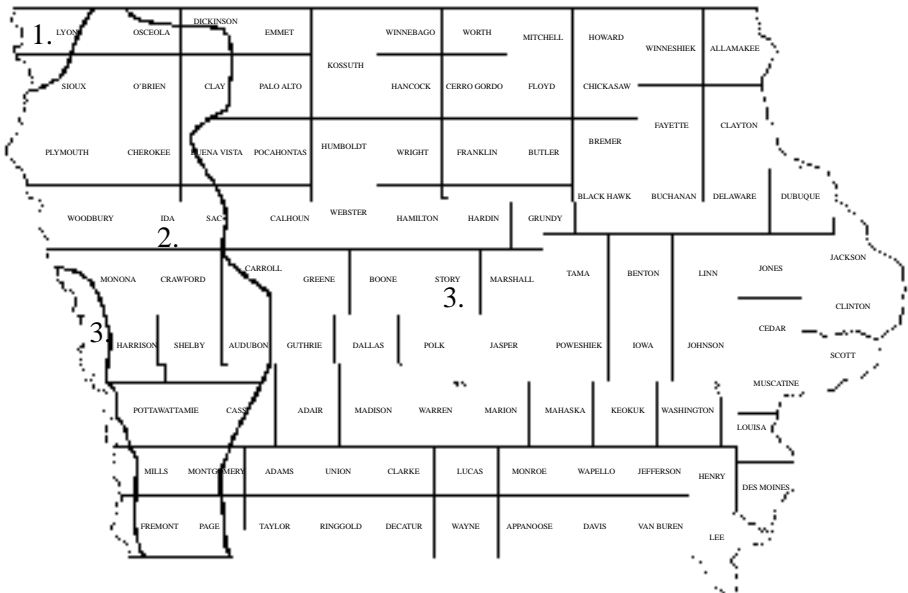 DICKINSON
1. LYON OSCEOLA EMMET WINNEBAGO WORTH MITCHELL HOWARD WINNESHIEK ALLAMAKEE
KOSSUTH
SIOUX O'BRIEN CLAY PALO ALTO HANCOCK CERRO GORDO FLOYD CHICKASAW
FAYETTE CLAYTON
PLYMOUTH CHEROKEE BUENA VISTA POCAHONTAS HUMBOLDT WRIGHT FRANKLIN BUTLER BREMER
BLACK HAWK BUCHANAN DELAWARE DUBUQUE
WOODBURY IDA SAC CALHOUN WEBSTER HAMILTON HARDIN GRUNDY
2.
JACKSON
MONONA CRAWFORD CARROLL GREENE BOONE STORY MARSHALL TAMA BENTON LINN JONES
3.
CLINTON
3. HARRISON SHELBY AUDUBON GUTHRIE DALLAS POLK JASPER POWESHIEK IOWA JOHNSON CEDAR
SCOTT
MUSCATINE
POTTAWATTAMIE CASS ADAIR MADISON WARREN MARION MAHASKA KEOKUK WASHINGTON
LOUISA
MILLS MONTGOMERY ADAMS UNION CLARKE LUCAS MONROE WAPELLO JEFFERSON HENRY
DES MOINES
FREMONT PAGE TAYLOR RINGGOLD DECATUR WAYNE APPANOOSE DAVIS VAN BUREN
LEE